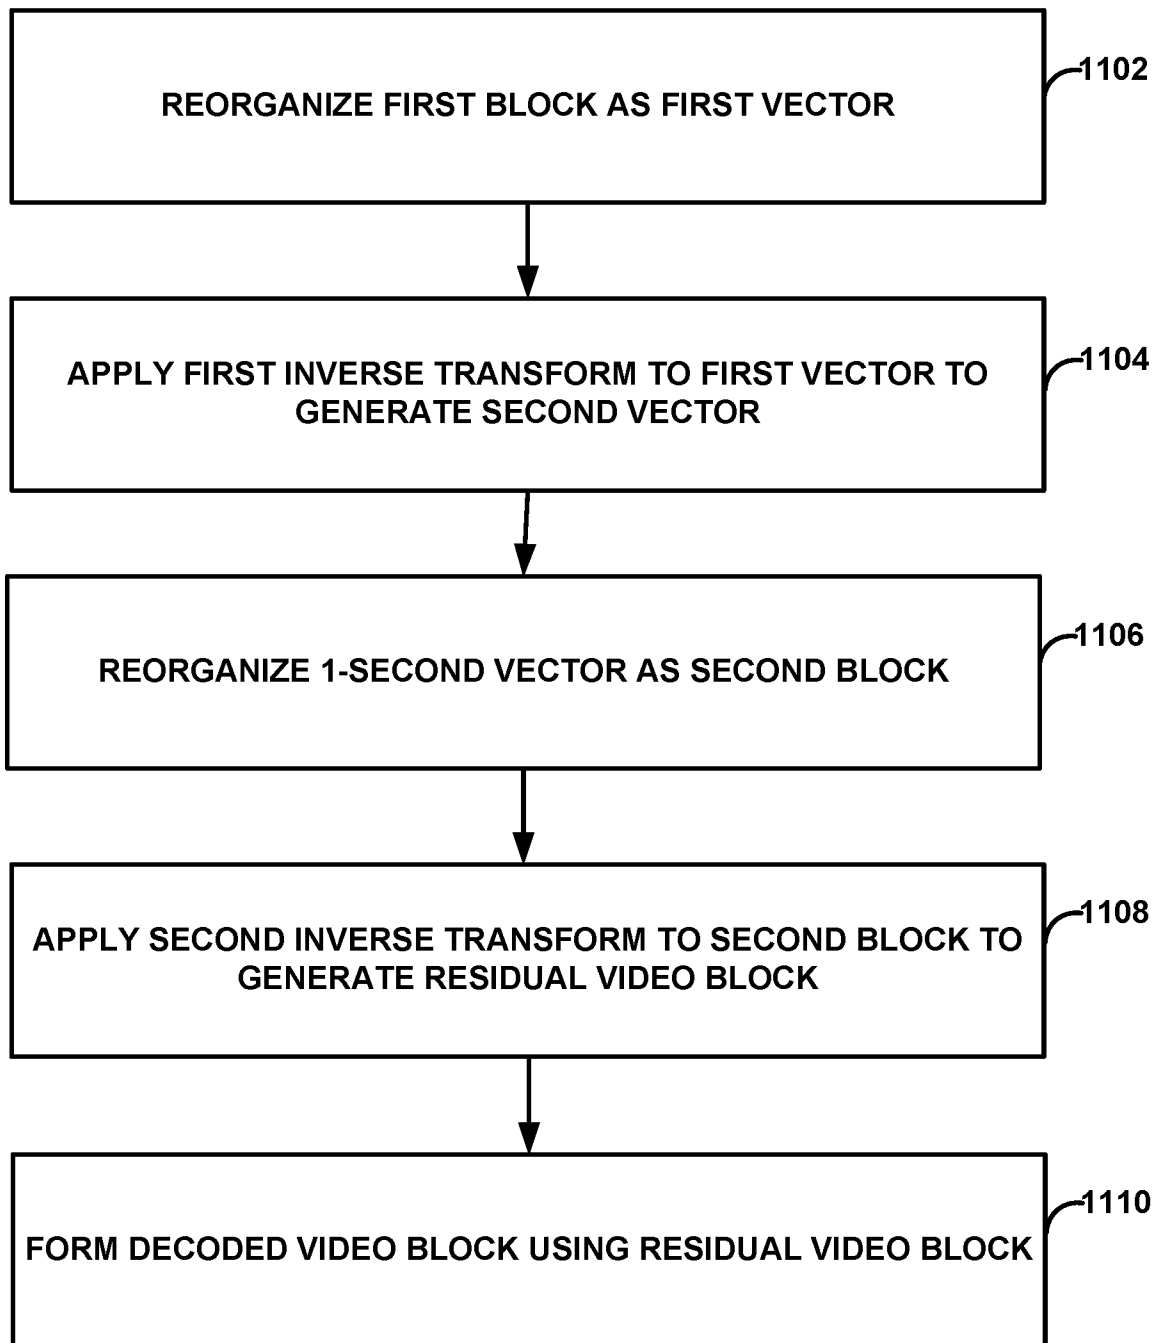 1102
REORGANIZE FIRST BLOCK AS FIRST VECTOR
1104
APPLY FIRST INVERSE TRANSFORM TO FIRST VECTOR TO
GENERATE SECOND VECTOR
1106
REORGANIZE 1-SECOND VECTOR AS SECOND BLOCK
1108
APPLY SECOND INVERSE TRANSFORM TO SECOND BLOCK TO
GENERATE RESIDUAL VIDEO BLOCK
1110
FORM DECODED VIDEO BLOCK USING RESIDUAL VIDEO BLOCK